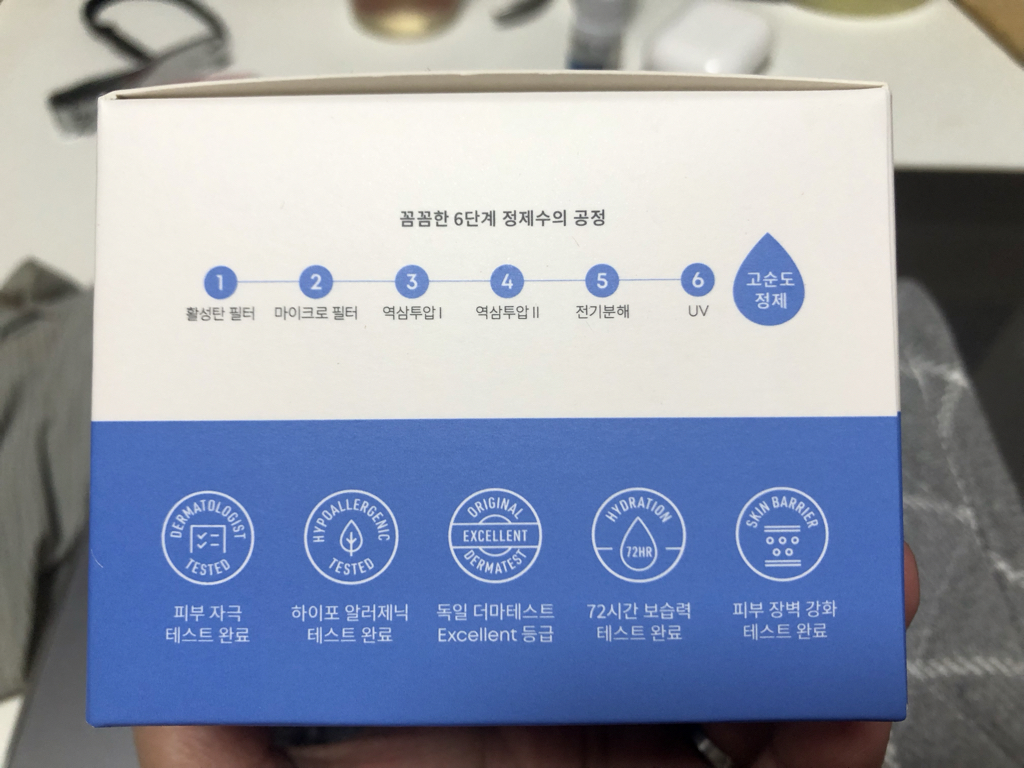 꼼꼼한 6단계 정제수의 공정
1 2 3 4 5 6
활성탄 필터 마이크로 필터 역삼투압 I 역삼투압 II 전기분해 UV
고순도
정제
DERMATOLOGIST
TESTED
피부 자극
테스트 완료
HYPOALLERGENIC
TESTED
하이포 알러제닉
테스트 완료
ORIGINAL
EXCELLENT
DERMATEST
독일 더마테스트
Excellent 등급
HYDRATION
72HR
72시간 보습력
테스트 완료
SKIN BARRIER
피부 장벽 강화
테스트 완료